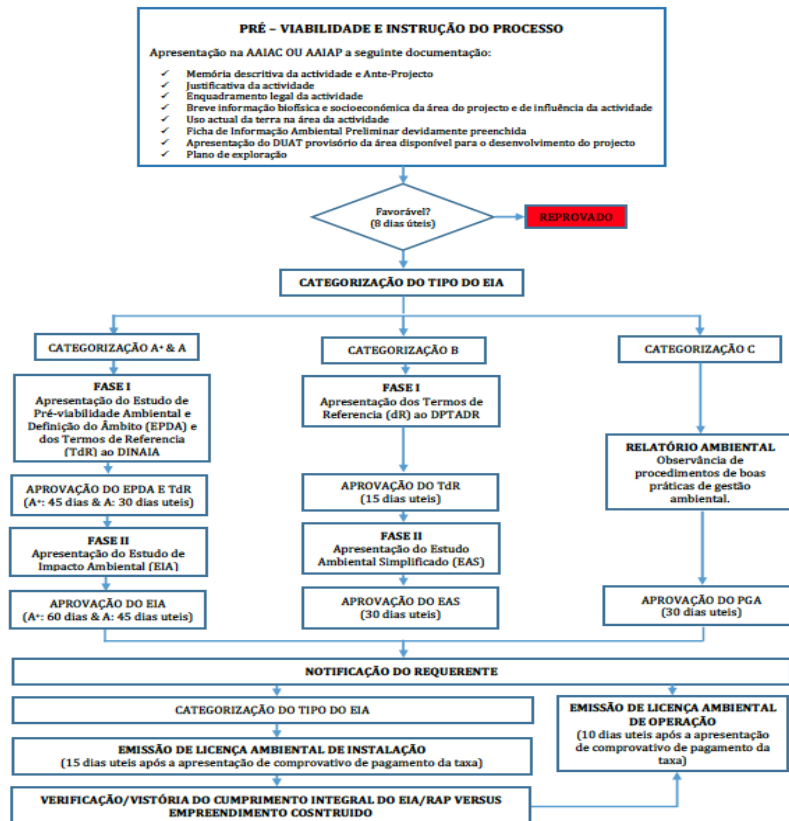 PRÉ – VIABILIDADE E INSTRUÇÃO DO PROCESSO
Apresentação na AAIAC OU AAIAP a seguinte documentação:
✓ Memória descritiva da actividade e Ante-Projecto
✓ Justificativa da actividade
✓ Enquadramento legal da actividade
✓ Breve informação biofísica e socioeconómica da área do projecto e de influência da actividade
✓ Uso actual da terra na área da actividade
✓ Ficha de Informação Ambiental Preliminar devidamente preenchida
✓ Apresentação do DUAT provisório da área disponível para o desenvolvimento do projecto
✓ Plano de exploração
Favorável?
(8 dias úteis)
REPROVADO
CATEGORIZAÇÃO DO TIPO DO EIA
CATEGORIZAÇÃO A⁺ & A
CATEGORIZAÇÃO B
CATEGORIZAÇÃO C
FASE I
Apresentação do Estudo de
Pré-viabilidade Ambiental e
Definição do Âmbito (EPDA) e
dos Termos de Referencia
(TdR) ao DINAIA
FASE I
Apresentação dos Termos de
Referencia (dR) ao DPTADR
RELATÓRIO AMBIENTAL
Observância de
procedimentos de boas
práticas de gestão
ambiental.
APROVAÇÃO DO EPDA E TdR
(A⁺: 45 dias & A: 30 dias uteis)
APROVAÇÃO DO TdR
(15 dias uteis)
FASE II
Apresentação do Estudo de
Impacto Ambiental (EIA)
FASE II
Apresentação do Estudo
Ambiental Simplificado (EAS)
APROVAÇÃO DO EIA
(A⁺: 60 dias & A: 45 dias uteis)
APROVAÇÃO DO EAS
(30 dias uteis)
APROVAÇÃO DO PGA
(30 dias uteis)
NOTIFICAÇÃO DO REQUERENTE
CATEGORIZAÇÃO DO TIPO DO EIA
EMISSÃO DE LICENÇA AMBIENTAL
DE OPERAÇÃO
(10 dias uteis após a apresentação
de comprovativo de pagamento da
taxa)
EMISSÃO DE LICENÇA AMBIENTAL DE INSTALAÇÃO
(15 dias uteis após a apresentação de comprovativo de pagamento da taxa)
VERIFICAÇÃO/VISTÓRIA DO CUMPRIMENTO INTEGRAL DO EIA/RAP VERSUS
EMPREENDIMENTO COSNTRUIDO